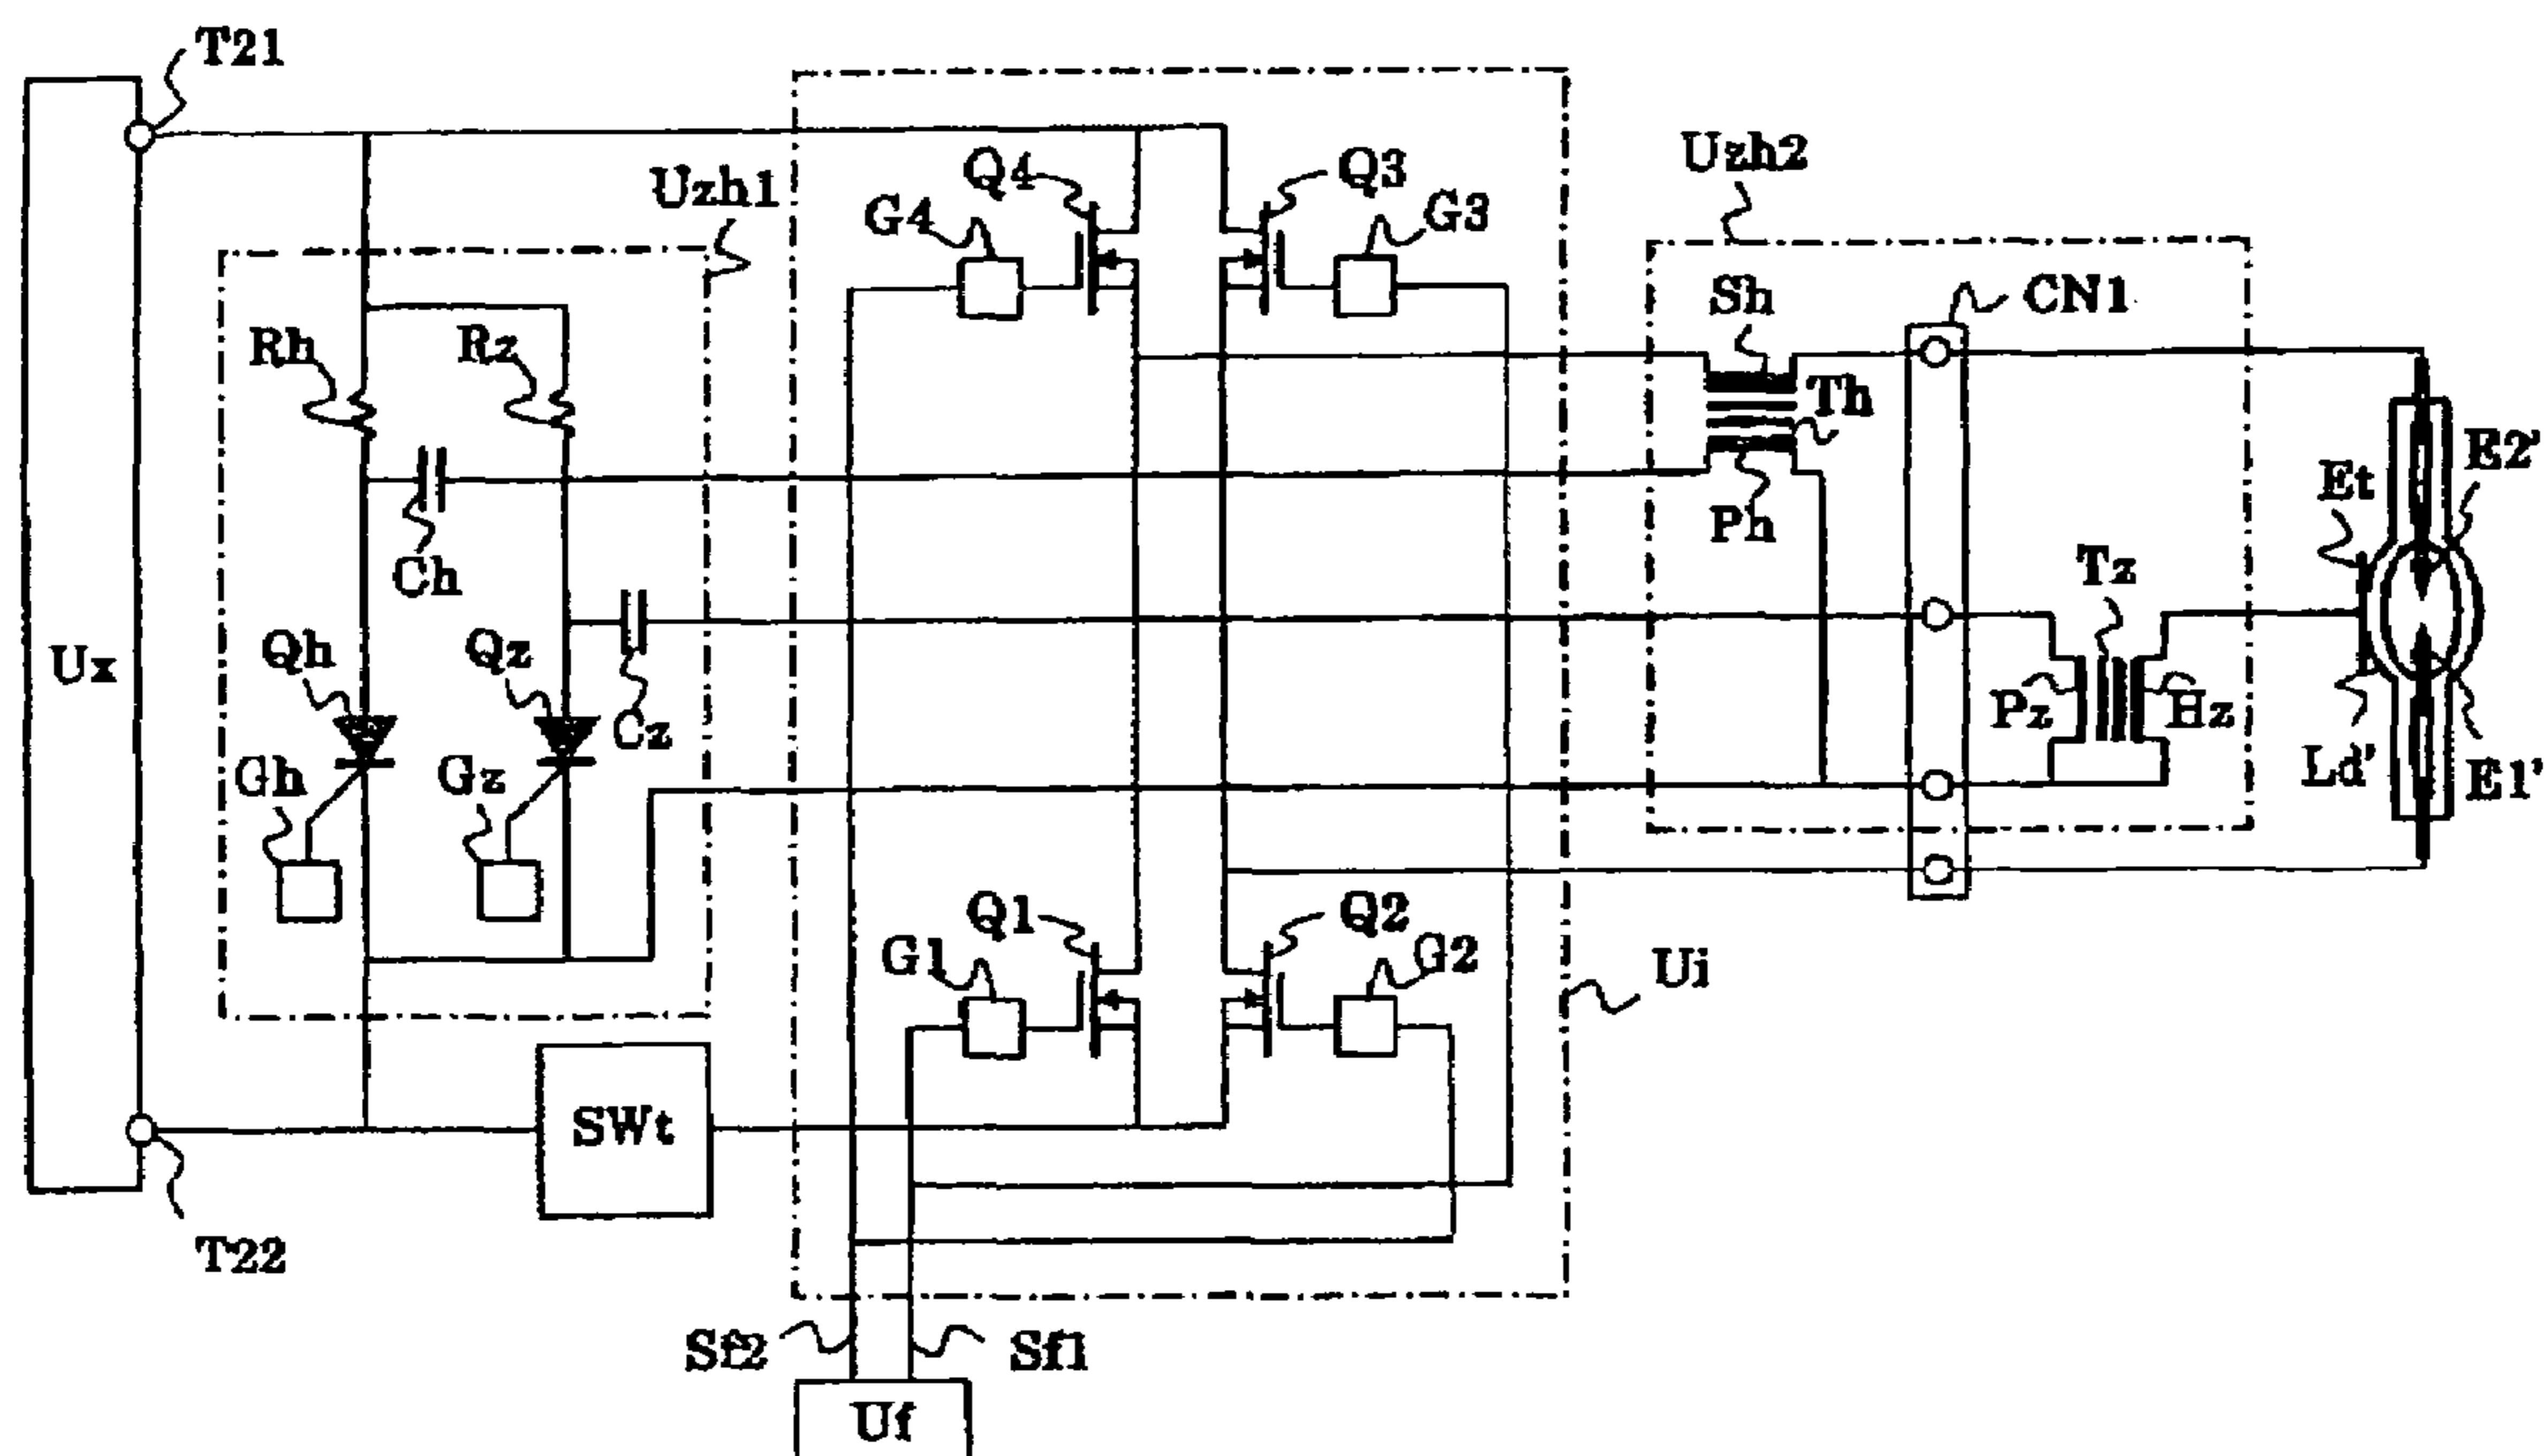 T21
Uzh2
Q4
Q3
Uzh1
G4
G3
Sh
CN1
Rh
Rz
Th
E2'
Et
Ph
Ch
Tz
Qh
Qz
Ux
Cz
Pz
Hz
Gh
Gz
Ld'
E1'
Q1
Q2
G1
G2
Ui
SWt
T22
Sf2
Sf1
Uf